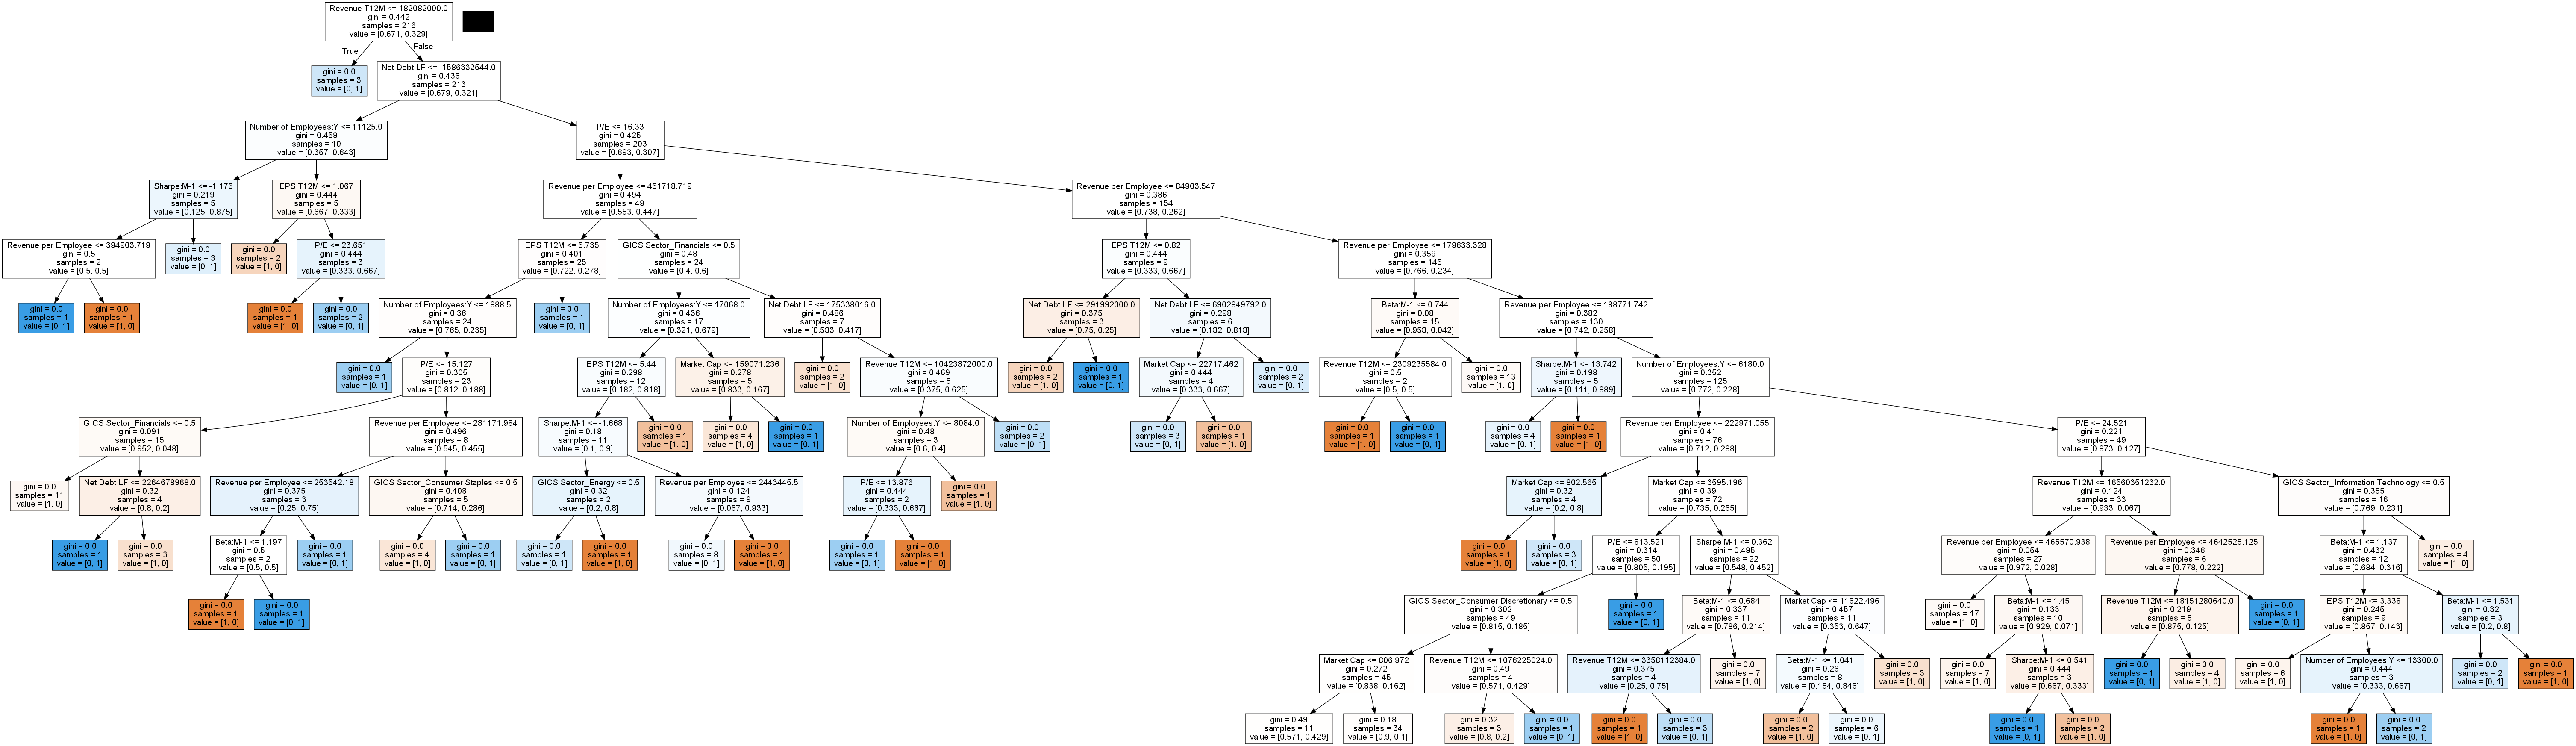 Revenue T12M <= 182082000.0
gini = 0.442
samples = 216
value = [0.671, 0.329]
True
False
gini = 0.0
samples = 3
value = [0, 1]
Net Debt LF <= -1586332544.0
gini = 0.436
samples = 213
value = [0.679, 0.321]
Number of Employees:Y <= 11125.0
gini = 0.459
samples = 10
value = [0.357, 0.643]
P/E <= 16.33
gini = 0.425
samples = 203
value = [0.693, 0.307]
Sharpe:M-1 <= -1.176
gini = 0.219
samples = 5
value = [0.125, 0.875]
EPS T12M <= 1.067
gini = 0.444
samples = 5
value = [0.667, 0.333]
Revenue per Employee <= 451718.719
gini = 0.494
samples = 49
value = [0.553, 0.447]
Revenue per Employee <= 84903.547
gini = 0.386
samples = 154
value = [0.738, 0.262]
Revenue per Employee <= 394903.719
gini = 0.5
samples = 2
value = [0.5, 0.5]
gini = 0.0
samples = 3
value = [0, 1]
gini = 0.0
samples = 2
value = [1, 0]
P/E <= 23.651
gini = 0.444
samples = 3
value = [0.333, 0.667]
EPS T12M <= 5.735
gini = 0.401
samples = 25
value = [0.722, 0.278]
GICS Sector_Financials <= 0.5
gini = 0.48
samples = 24
value = [0.4, 0.6]
EPS T12M <= 0.82
gini = 0.444
samples = 9
value = [0.333, 0.667]
Revenue per Employee <= 179633.328
gini = 0.359
samples = 145
value = [0.766, 0.234]
gini = 0.0
samples = 1
value = [0, 1]
gini = 0.0
samples = 1
value = [1, 0]
gini = 0.0
samples = 1
value = [1, 0]
gini = 0.0
samples = 2
value = [0, 1]
Number of Employees:Y <= 1888.5
gini = 0.36
samples = 24
value = [0.765, 0.235]
gini = 0.0
samples = 1
value = [0, 1]
Number of Employees:Y <= 17068.0
gini = 0.436
samples = 17
value = [0.321, 0.679]
Net Debt LF <= 175338016.0
gini = 0.486
samples = 7
value = [0.583, 0.417]
Net Debt LF <= 291992000.0
gini = 0.375
samples = 3
value = [0.75, 0.25]
Net Debt LF <= 6902849792.0
gini = 0.298
samples = 6
value = [0.182, 0.818]
Beta:M-1 <= 0.744
gini = 0.08
samples = 15
value = [0.958, 0.042]
Revenue per Employee <= 188771.742
gini = 0.382
samples = 130
value = [0.742, 0.258]
gini = 0.0
samples = 1
value = [0, 1]
P/E <= 15.127
gini = 0.305
samples = 23
value = [0.812, 0.188]
EPS T12M <= 5.44
gini = 0.298
samples = 12
value = [0.182, 0.818]
Market Cap <= 159071.236
gini = 0.278
samples = 5
value = [0.833, 0.167]
gini = 0.0
samples = 2
value = [1, 0]
Revenue T12M <= 10423872000.0
gini = 0.469
samples = 5
value = [0.375, 0.625]
gini = 0.0
samples = 2
value = [1, 0]
gini = 0.0
samples = 1
value = [0, 1]
Market Cap <= 22717.462
gini = 0.444
samples = 4
value = [0.333, 0.667]
gini = 0.0
samples = 2
value = [0, 1]
Revenue T12M <= 2309235584.0
gini = 0.5
samples = 2
value = [0.5, 0.5]
gini = 0.0
samples = 13
value = [1, 0]
Sharpe:M-1 <= 13.742
gini = 0.198
samples = 5
value = [0.111, 0.889]
Number of Employees:Y <= 6180.0
gini = 0.352
samples = 125
value = [0.772, 0.228]
GICS Sector_Financials <= 0.5
gini = 0.091
samples = 15
value = [0.952, 0.048]
Revenue per Employee <= 281171.984
gini = 0.496
samples = 8
value = [0.545, 0.455]
Sharpe:M-1 <= -1.668
gini = 0.18
samples = 11
value = [0.1, 0.9]
gini = 0.0
samples = 1
value = [1, 0]
gini = 0.0
samples = 4
value = [1, 0]
gini = 0.0
samples = 1
value = [0, 1]
Number of Employees:Y <= 8084.0
gini = 0.48
samples = 3
value = [0.6, 0.4]
gini = 0.0
samples = 2
value = [0, 1]
gini = 0.0
samples = 3
value = [0, 1]
gini = 0.0
samples = 1
value = [1, 0]
gini = 0.0
samples = 1
value = [1, 0]
gini = 0.0
samples = 1
value = [0, 1]
gini = 0.0
samples = 4
value = [0, 1]
gini = 0.0
samples = 1
value = [1, 0]
Revenue per Employee <= 222971.055
gini = 0.41
samples = 76
value = [0.712, 0.288]
P/E <= 24.521
gini = 0.221
samples = 49
value = [0.873, 0.127]
gini = 0.0
samples = 11
value = [1, 0]
Net Debt LF <= 2264678968.0
gini = 0.32
samples = 4
value = [0.8, 0.2]
Revenue per Employee <= 253542.18
gini = 0.375
samples = 3
value = [0.25, 0.75]
GICS Sector_Consumer Staples <= 0.5
gini = 0.408
samples = 5
value = [0.714, 0.286]
GICS Sector_Energy <= 0.5
gini = 0.32
samples = 2
value = [0.2, 0.8]
Revenue per Employee <= 2443445.5
gini = 0.124
samples = 9
value = [0.067, 0.933]
P/E <= 13.876
gini = 0.444
samples = 2
value = [0.333, 0.667]
gini = 0.0
samples = 1
value = [1, 0]
Market Cap <= 802.565
gini = 0.32
samples = 4
value = [0.2, 0.8]
Market Cap <= 3595.196
gini = 0.39
samples = 72
value = [0.735, 0.265]
Revenue T12M <= 16560351232.0
gini = 0.124
samples = 33
value = [0.933, 0.067]
GICS Sector_Information Technology <= 0.5
gini = 0.355
samples = 16
value = [0.769, 0.231]
gini = 0.0
samples = 1
value = [0, 1]
gini = 0.0
samples = 3
value = [1, 0]
Beta:M-1 <= 1.197
gini = 0.5
samples = 2
value = [0.5, 0.5]
gini = 0.0
samples = 1
value = [0, 1]
gini = 0.0
samples = 4
value = [1, 0]
gini = 0.0
samples = 1
value = [0, 1]
gini = 0.0
samples = 1
value = [0, 1]
gini = 0.0
samples = 1
value = [1, 0]
gini = 0.0
samples = 8
value = [0, 1]
gini = 0.0
samples = 1
value = [1, 0]
gini = 0.0
samples = 1
value = [0, 1]
gini = 0.0
samples = 1
value = [1, 0]
gini = 0.0
samples = 1
value = [1, 0]
gini = 0.0
samples = 3
value = [0, 1]
P/E <= 813.521
gini = 0.314
samples = 50
value = [0.805, 0.195]
Sharpe:M-1 <= 0.362
gini = 0.495
samples = 22
value = [0.548, 0.452]
Revenue per Employee <= 465570.938
gini = 0.054
samples = 27
value = [0.972, 0.028]
Revenue per Employee <= 4642525.125
gini = 0.346
samples = 6
value = [0.778, 0.222]
Beta:M-1 <= 1.137
gini = 0.432
samples = 12
value = [0.684, 0.316]
gini = 0.0
samples = 4
value = [1, 0]
gini = 0.0
samples = 1
value = [1, 0]
gini = 0.0
samples = 1
value = [0, 1]
GICS Sector_Consumer Discretionary <= 0.5
gini = 0.302
samples = 49
value = [0.815, 0.185]
gini = 0.0
samples = 1
value = [0, 1]
Beta:M-1 <= 0.684
gini = 0.337
samples = 11
value = [0.786, 0.214]
Market Cap <= 11622.496
gini = 0.457
samples = 11
value = [0.353, 0.647]
gini = 0.0
samples = 17
value = [1, 0]
Beta:M-1 <= 1.45
gini = 0.133
samples = 10
value = [0.929, 0.071]
Revenue T12M <= 18151280640.0
gini = 0.219
samples = 5
value = [0.875, 0.125]
gini = 0.0
samples = 1
value = [0, 1]
EPS T12M <= 3.338
gini = 0.245
samples = 9
value = [0.857, 0.143]
Beta:M-1 <= 1.531
gini = 0.32
samples = 3
value = [0.2, 0.8]
Market Cap <= 806.972
gini = 0.272
samples = 45
value = [0.838, 0.162]
Revenue T12M <= 1076225024.0
gini = 0.49
samples = 4
value = [0.571, 0.429]
Revenue T12M <= 3358112384.0
gini = 0.375
samples = 4
value = [0.25, 0.75]
gini = 0.0
samples = 7
value = [1, 0]
Beta:M-1 <= 1.041
gini = 0.26
samples = 8
value = [0.154, 0.846]
gini = 0.0
samples = 3
value = [1, 0]
gini = 0.0
samples = 7
value = [1, 0]
Sharpe:M-1 <= 0.541
gini = 0.444
samples = 3
value = [0.667, 0.333]
gini = 0.0
samples = 1
value = [0, 1]
gini = 0.0
samples = 4
value = [1, 0]
gini = 0.0
samples = 6
value = [1, 0]
Number of Employees:Y <= 13300.0
gini = 0.444
samples = 3
value = [0.333, 0.667]
gini = 0.0
samples = 2
value = [0, 1]
gini = 0.0
samples = 1
value = [1, 0]
gini = 0.49
samples = 11
value = [0.571, 0.429]
gini = 0.18
samples = 34
value = [0.9, 0.1]
gini = 0.32
samples = 3
value = [0.8, 0.2]
gini = 0.0
samples = 1
value = [0, 1]
gini = 0.0
samples = 1
value = [1, 0]
gini = 0.0
samples = 3
value = [0, 1]
gini = 0.0
samples = 2
value = [1, 0]
gini = 0.0
samples = 6
value = [0, 1]
gini = 0.0
samples = 1
value = [0, 1]
gini = 0.0
samples = 2
value = [1, 0]
gini = 0.0
samples = 1
value = [1, 0]
gini = 0.0
samples = 2
value = [0, 1]